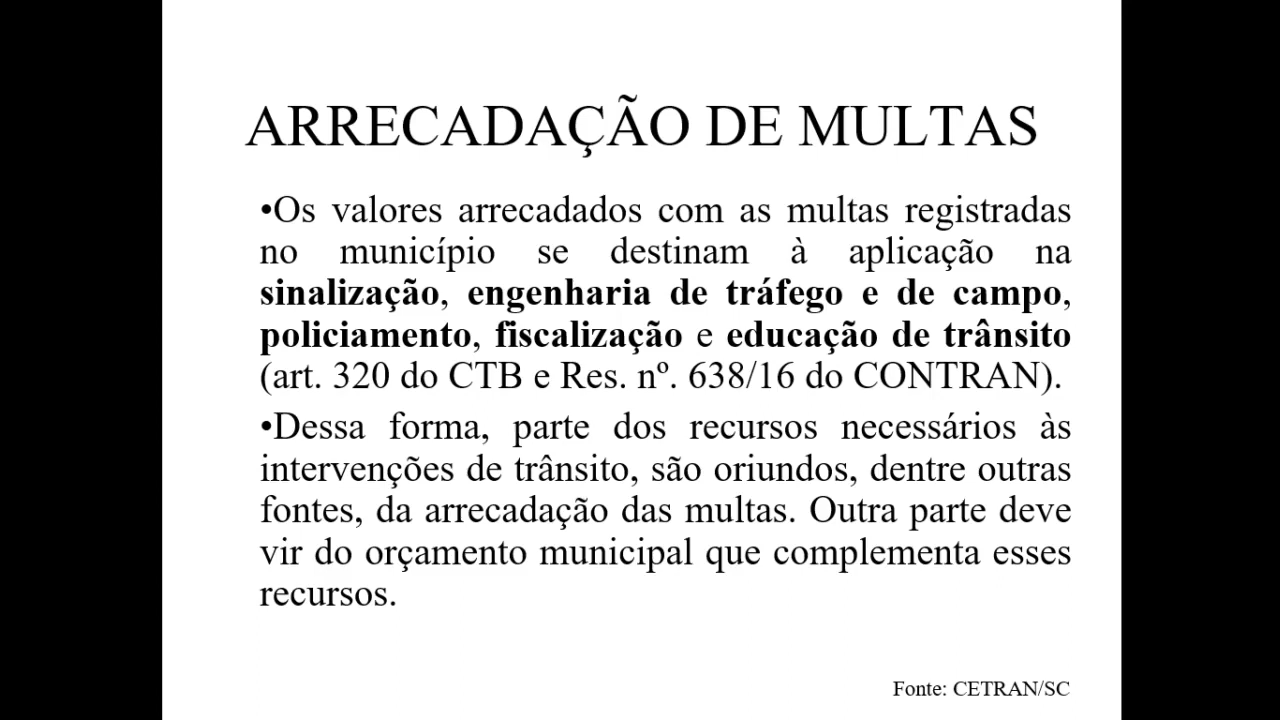 ARRECADAÇÃO DE MULTAS
•Os valores arrecadados com as multas registradas
no município se destinam à aplicação na
sinalização, engenharia de tráfego e de campo,
policiamento, fiscalização e educação de trânsito
(art. 320 do CTB e Res. nº. 638/16 do CONTRAN).
•Dessa forma, parte dos recursos necessários às
intervenções de trânsito, são oriundos, dentre outras
fontes, da arrecadação das multas. Outra parte deve
vir do orçamento municipal que complementa esses
recursos.
Fonte: CETRAN/SC